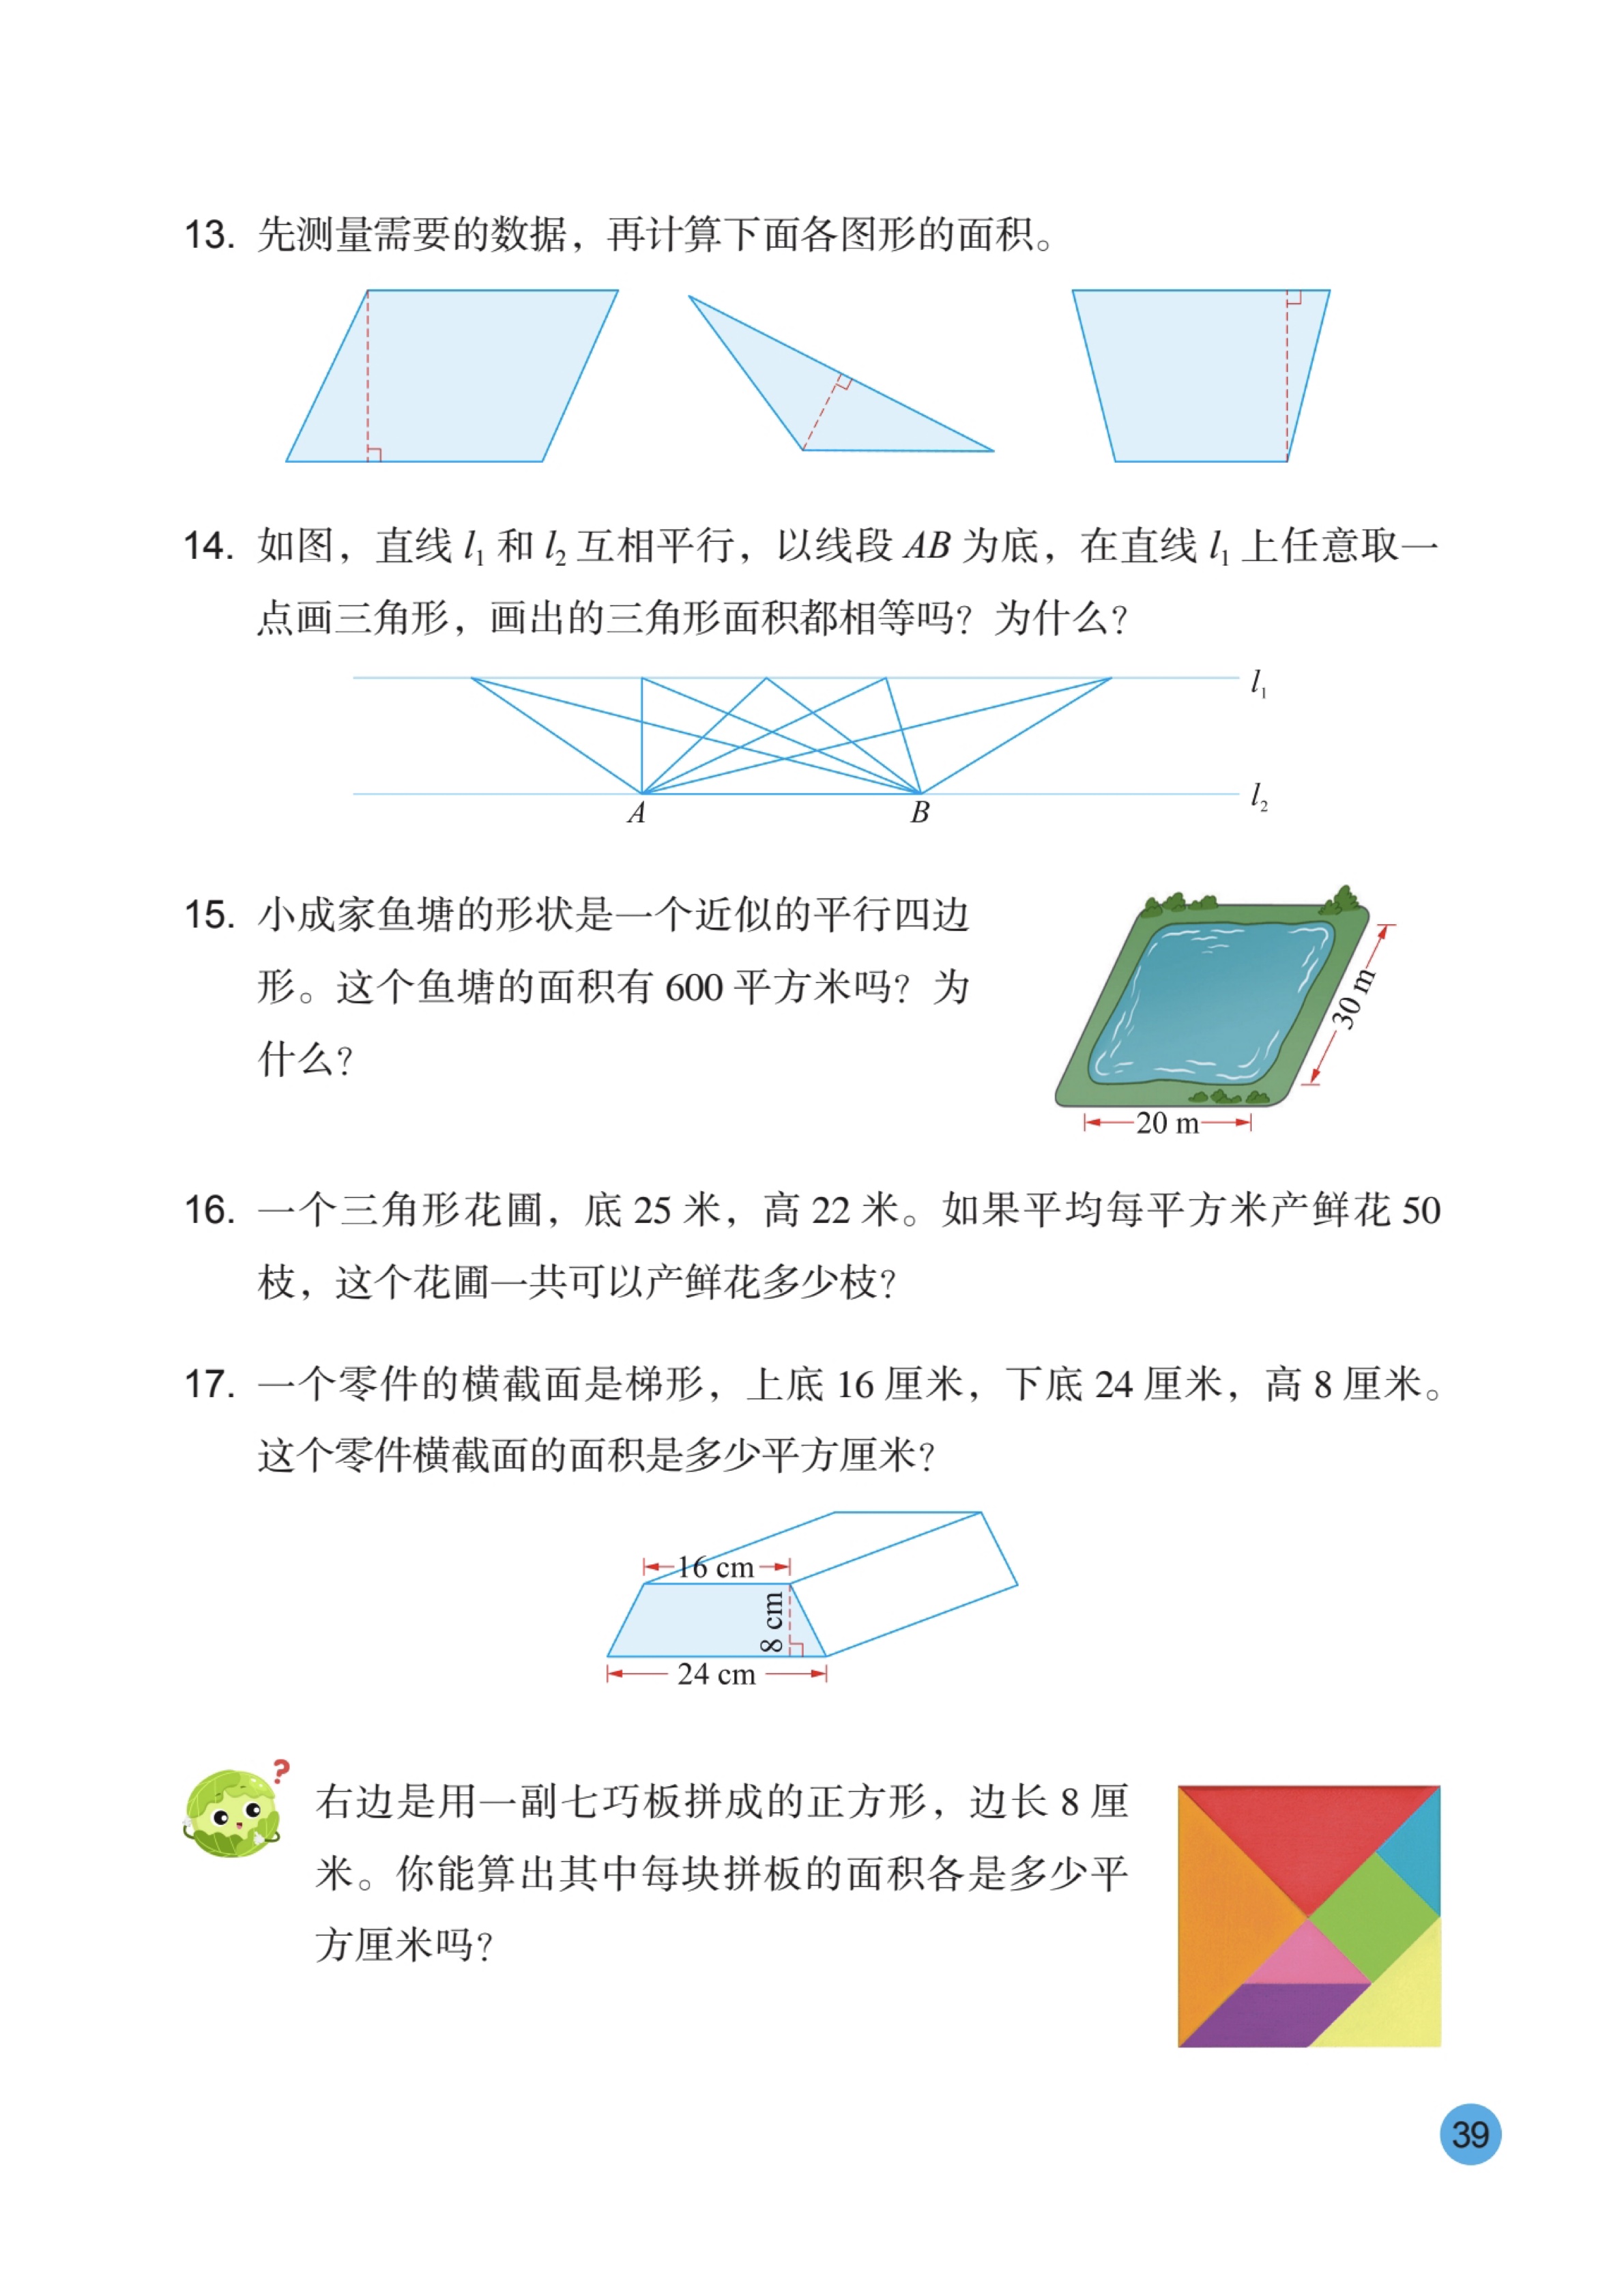 13. 先测量需要的数据，再计算下面各图形的面积。
14. 如图，直线 l₁ 和 l₂ 互相平行，以线段 AB 为底，在直线 l₁ 上任意取一
点画三角形，画出的三角形面积都相等吗？为什么？
l₁
l₂
A
B
15. 小成家鱼塘的形状是一个近似的平行四边
形。这个鱼塘的面积有 600 平方米吗？为
什么？
30 m
20 m
16. 一个三角形花圃，底 25 米，高 22 米。如果平均每平方米产鲜花 50
枝，这个花圃一共可以产鲜花多少枝？
17. 一个零件的横截面是梯形，上底 16 厘米，下底 24 厘米，高 8 厘米。
这个零件横截面的面积是多少平方厘米？
16 cm
8 cm
24 cm
?
右边是用一副七巧板拼成的正方形，边长 8 厘
米。你能算出其中每块拼板的面积各是多少平
方厘米吗？
39